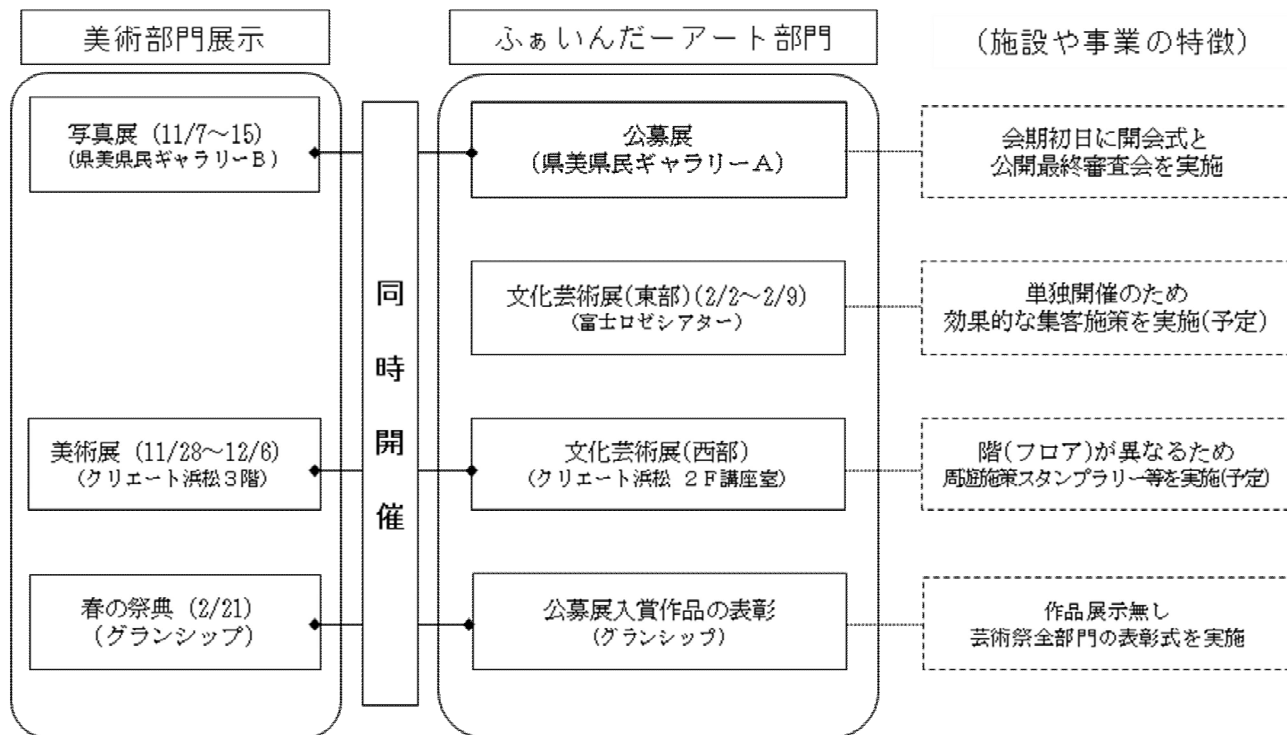 美術部門展示
ふぁいんだーアート部門
(施設や事業の特徴)
写真展 (11/7～15)
(県美県民ギャラリーB)
同時開催
公募展
(県美県民ギャラリーA)
会期初日に開会式と
公開最終審査会を実施
文化芸術展(東部)(2/2～2/9)
(富士ロゼシアター)
単独開催のため
効果的な集客施策を実施(予定)
美術展 (11/28～12/6)
(クリエート浜松3階)
文化芸術展(西部)
(クリエート浜松 2F講座室)
階(フロア)が異なるため
周遊施策スタンプラリー等を実施(予定)
春の祭典 (2/21)
(グランシップ)
公募展入賞作品の表彰
(グランシップ)
作品展示無し
芸術祭全部門の表彰式を実施